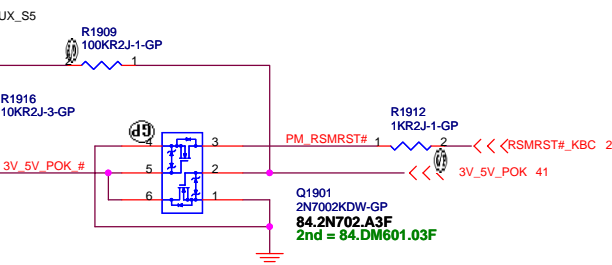 UX_S5
R1909
100KR2J-1-GP
2
1
R1916
10KR2J-3-GP
GP
R1912
1KR2J-1-GP
4
3
PM_RSMRST#
1
2
RSMRST#_KBC 2
3V_5V_POK_#
5
2
3V_5V_POK 41
6
1
Q1901
2N7002KDW-GP
84.2N702.A3F
2nd = 84.DM601.03F